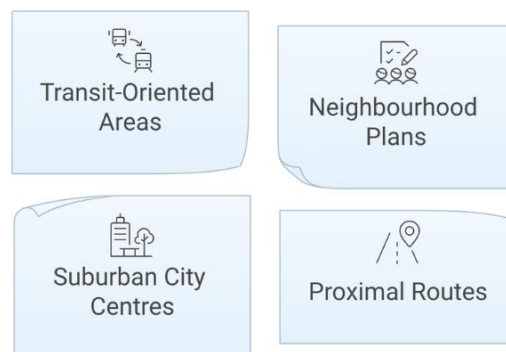 Transit-Oriented
Areas
Neighbourhood
Plans
Suburban City
Centres
Proximal Routes